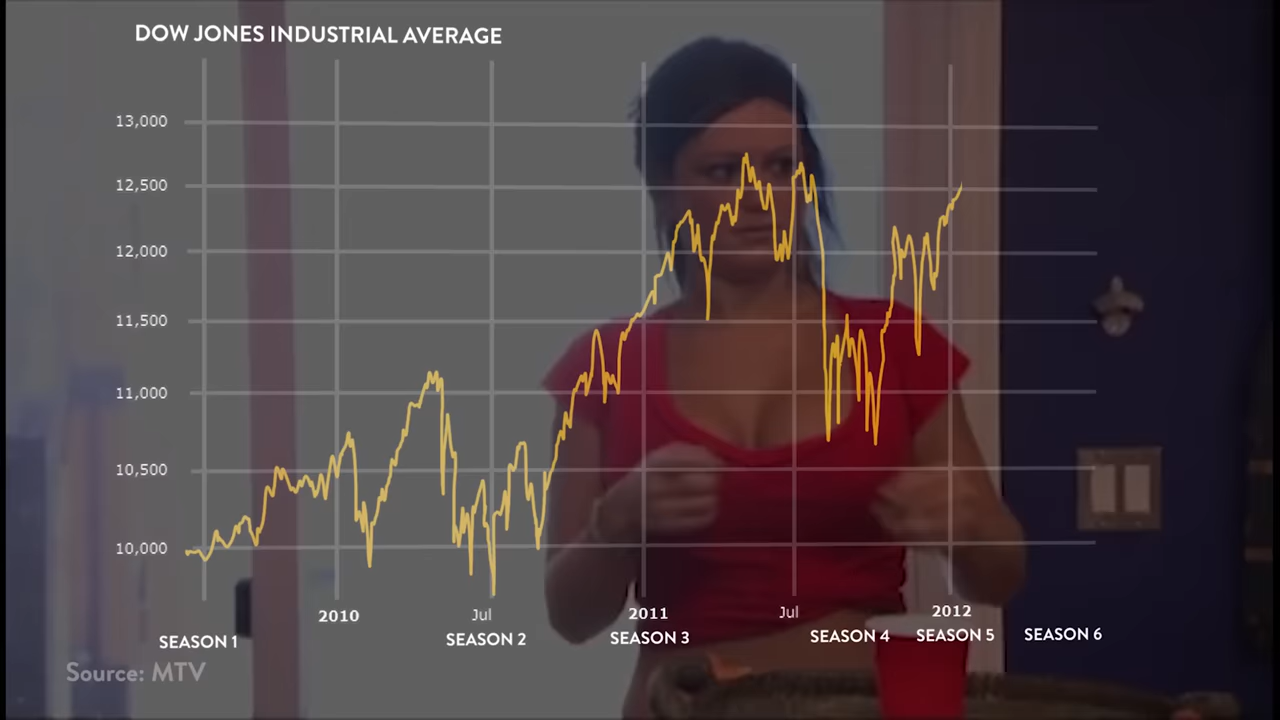 DOW JONES INDUSTRIAL AVERAGE
13,000
12,500
12,000
11,500
11,000
10,500
10,000
2010 Jul 2011 Jul 2012
SEASON 1 SEASON 2 SEASON 3 SEASON 4 SEASON 5 SEASON 6
Source: MTV